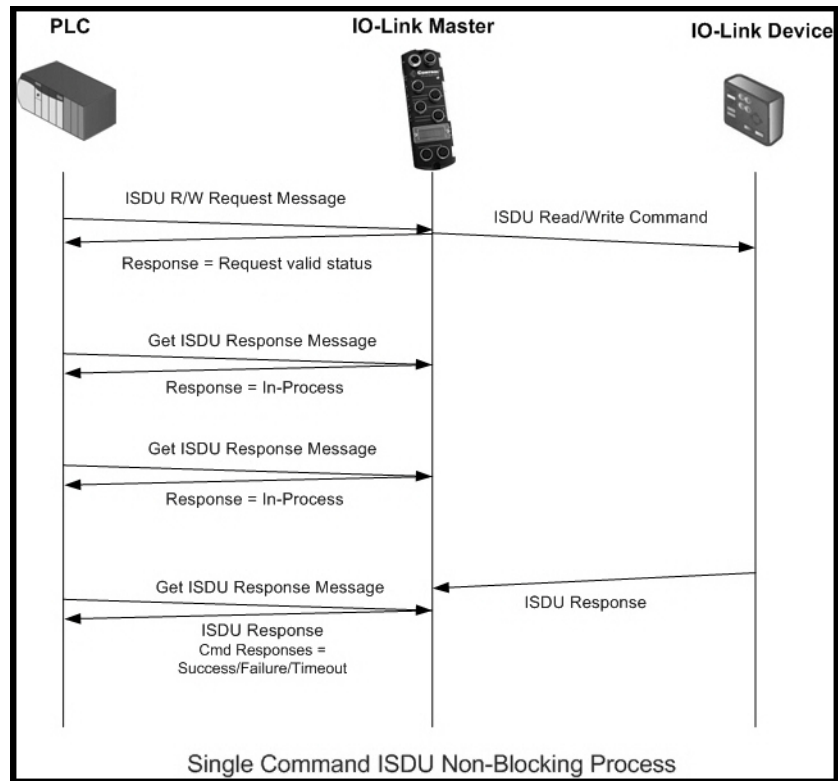 PLC
IO-Link Master
IO-Link Device
ISDU R/W Request Message
ISDU Read/Write Command
Response = Request valid status
Get ISDU Response Message
Response = In-Process
Get ISDU Response Message
Response = In-Process
Get ISDU Response Message
ISDU Response
ISDU Response
Cmd Responses =
Success/Failure/Timeout
Single Command ISDU Non-Blocking Process